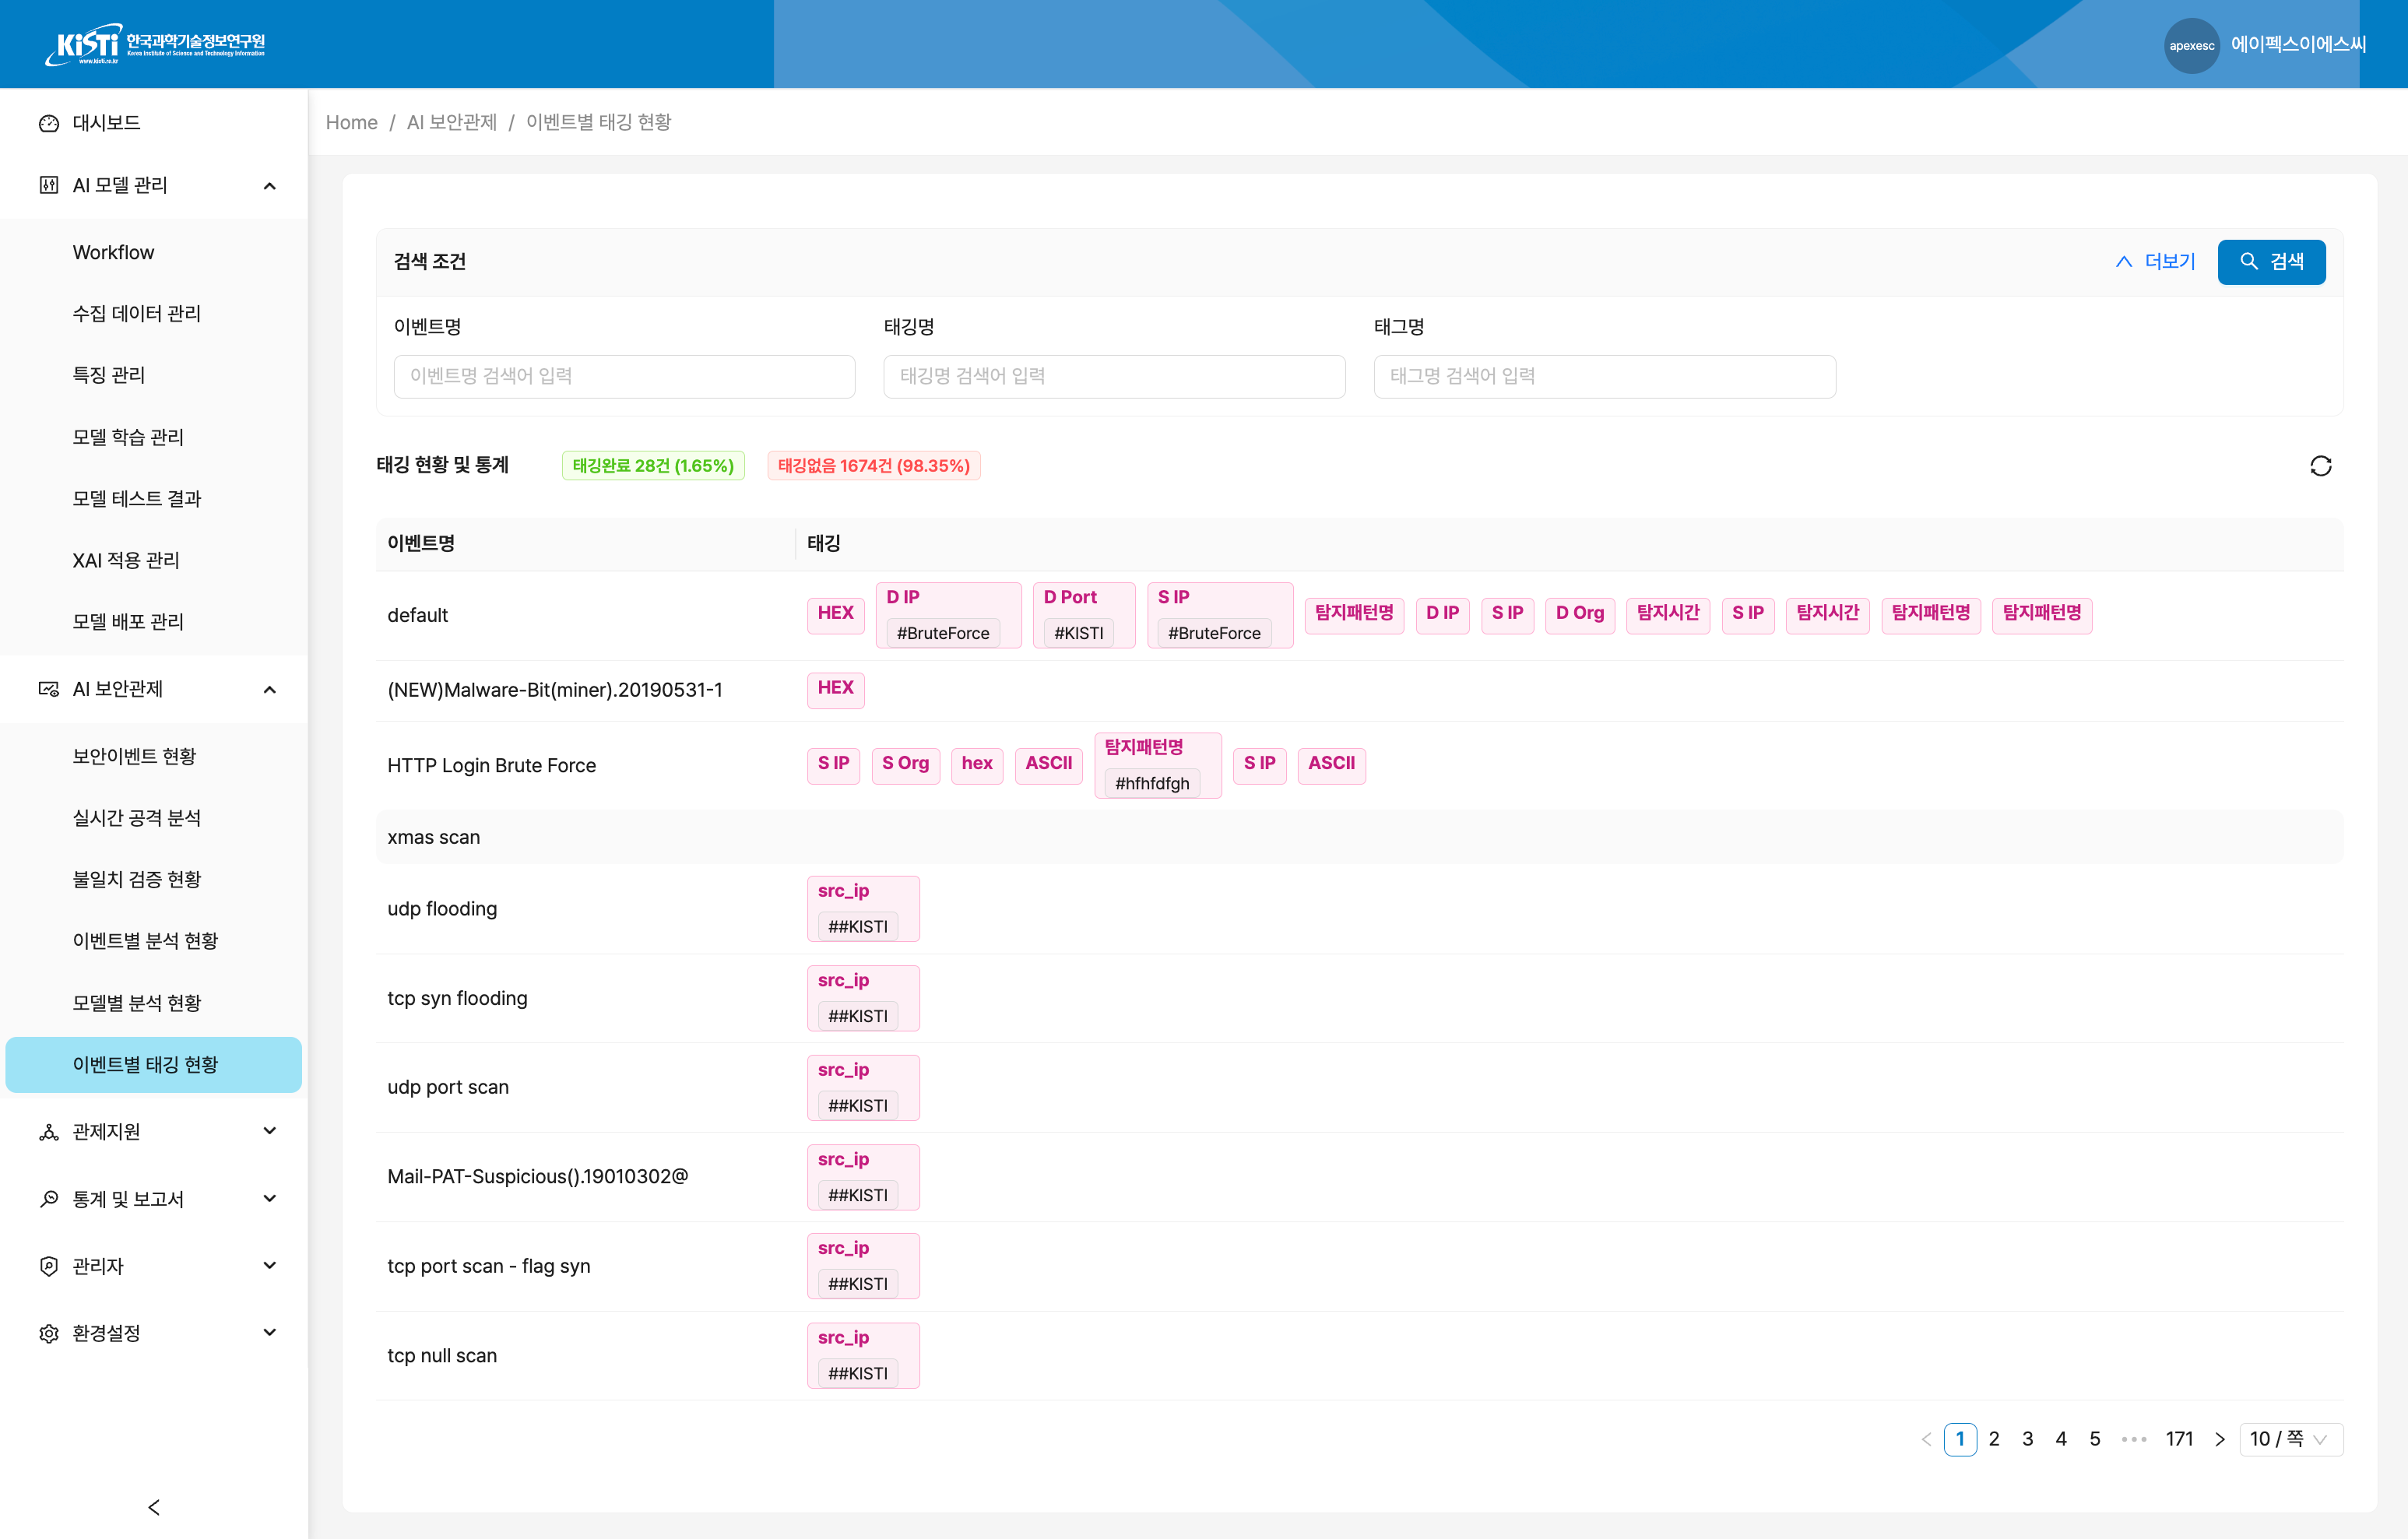 KiSTi 한국과학기술정보연구원
Korea Institute of Science and Technology Information
www.kisti.re.kr
apexesc 에이펙스이에스씨
대시보드
AI 모델 관리
Workflow
수집 데이터 관리
특징 관리
모델 학습 관리
모델 테스트 결과
XAI 적용 관리
모델 배포 관리
AI 보안관제
보안이벤트 현황
실시간 공격 분석
불일치 검증 현황
이벤트별 분석 현황
모델별 분석 현황
이벤트별 태깅 현황
관제지원
통계 및 보고서
관리자
환경설정
Home / AI 보안관제 / 이벤트별 태깅 현황
검색 조건 더보기 검색
이벤트명 태깅명 태그명
이벤트명 검색어 입력 태깅명 검색어 입력 태그명 검색어 입력
태깅 현황 및 통계 태깅완료 28건 (1.65%) 태깅없음 1674건 (98.35%)
이벤트명 태깅
default HEX D IP #BruteForce D Port #KISTI S IP #BruteForce 탐지패턴명 D IP S IP D Org 탐지시간 S IP 탐지시간 탐지패턴명 탐지패턴명
(NEW)Malware-Bit(miner).20190531-1 HEX
HTTP Login Brute Force S IP S Org hex ASCII 탐지패턴명 #hfhfdfgh S IP ASCII
xmas scan
udp flooding src_ip ##KISTI
tcp syn flooding src_ip ##KISTI
udp port scan src_ip ##KISTI
Mail-PAT-Suspicious().19010302@ src_ip ##KISTI
tcp port scan - flag syn src_ip ##KISTI
tcp null scan src_ip ##KISTI
1 2 3 4 5 ••• 171 10 / 쪽